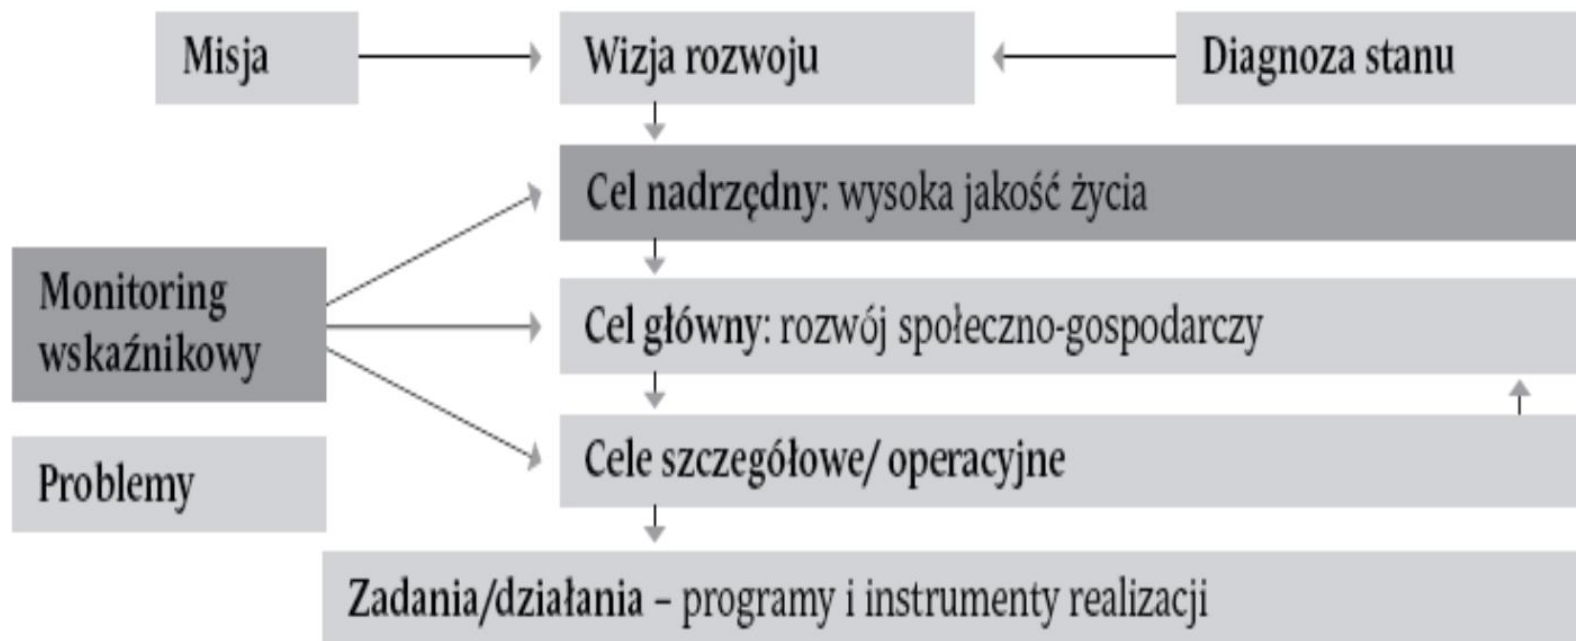 Misja
Wizja rozwoju
Diagnoza stanu
Cel nadrzędny: wysoka jakość życia
Monitoring
wskaźnikowy
Cel główny: rozwój społeczno-gospodarczy
Cele szczegółowe/ operacyjne
Problemy
Zadania/działania – programy i instrumenty realizacji